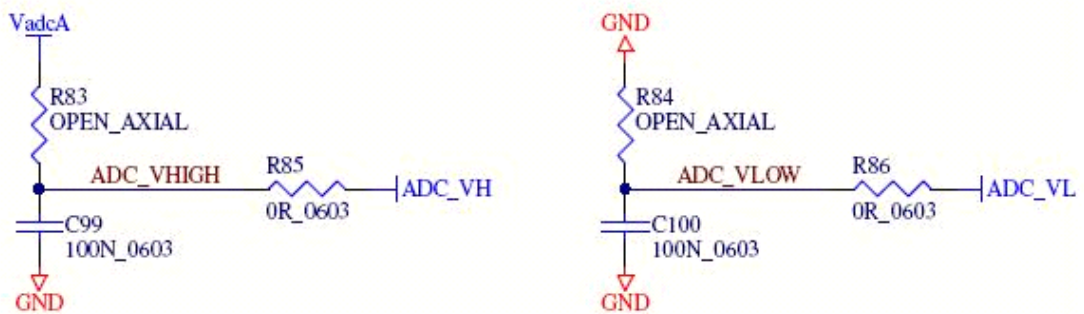 VadcA
R83
OPEN_AXIAL
ADC_VHIGH
R85
0R_0603
ADC_VH
C99
100N_0603
GND
GND
R84
OPEN_AXIAL
ADC_VLOW
R86
0R_0603
ADC_VL
C100
100N_0603
GND